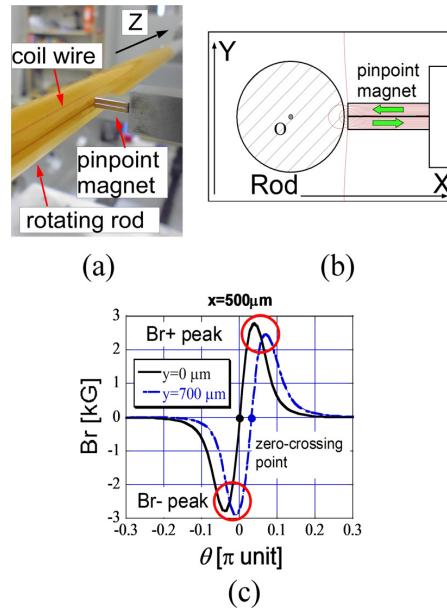 Z
coil wire
pinpoint
magnet
rotating rod
(a)
Y
pinpoint
magnet
O
Rod
X
(b)
x=500μm
Br+ peak
y=0 μm
y=700 μm
zero-crossing
point
Br- peak
Br [kG]
3
2
1
0
-1
-2
-3
-0.3 -0.2 -0.1 0 0.1 0.2 0.3
θ [π unit]
(c)